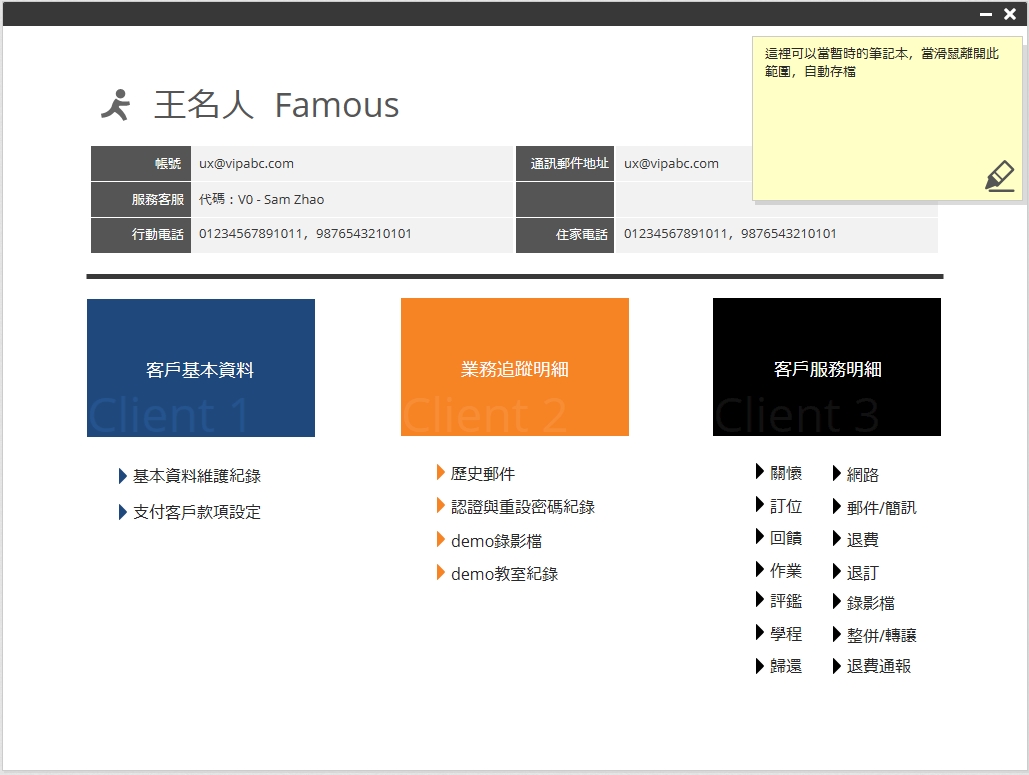 這裡可以當暫時的筆記本，當滑鼠離開此
範圍，自動存檔
王名人 Famous
帳號 ux@vipabc.com 通訊郵件地址 ux@vipabc.com
服務客服 代碼：V0 - Sam Zhao
行動電話 01234567891011，9876543210101 住家電話 01234567891011，9876543210101
客戶基本資料
Client 1
業務追蹤明細
Client 2
客戶服務明細
Client 3
基本資料維護紀錄
支付客戶款項設定
歷史郵件
認證與重設密碼紀錄
demo錄影檔
demo教室紀錄
關懷
訂位
回饋
作業
評鑑
學程
歸還
網路
郵件/簡訊
退費
退訂
錄影檔
整併/轉讓
退費通報